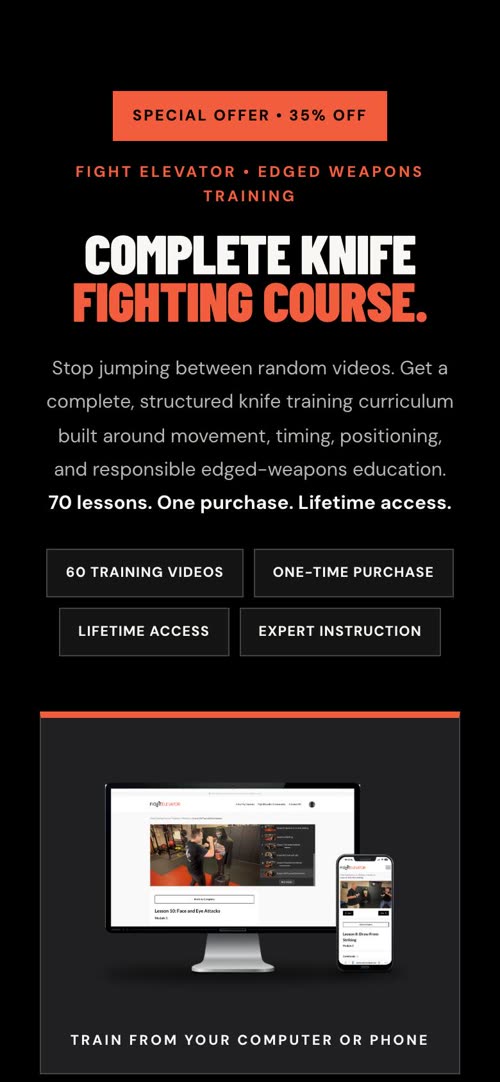 SPECIAL OFFER • 35% OFF
FIGHT ELEVATOR • EDGED WEAPONS
TRAINING
COMPLETE KNIFE
FIGHTING COURSE.
Stop jumping between random videos. Get a
complete, structured knife training curriculum
built around movement, timing, positioning,
and responsible edged-weapons education.
70 lessons. One purchase. Lifetime access.
60 TRAINING VIDEOS
ONE-TIME PURCHASE
LIFETIME ACCESS
EXPERT INSTRUCTION
Lesson 10: Face and Eye Attacks
Module 1
Striking
TRAIN FROM YOUR COMPUTER OR PHONE